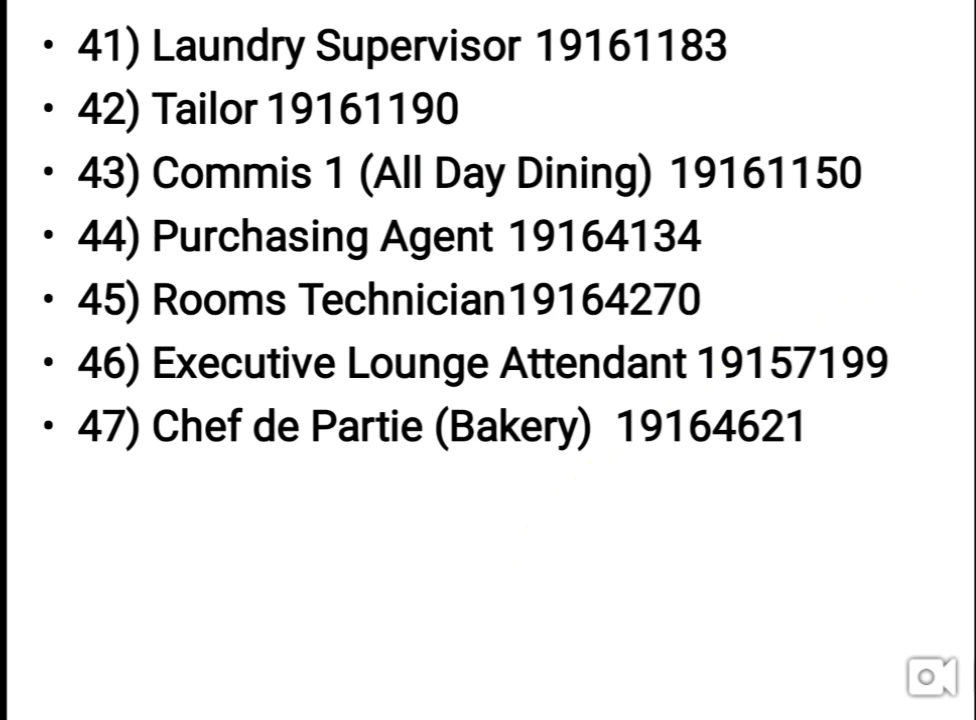 • 41) Laundry Supervisor 19161183
• 42) Tailor 19161190
• 43) Commis 1 (All Day Dining) 19161150
• 44) Purchasing Agent 19164134
• 45) Rooms Technician19164270
• 46) Executive Lounge Attendant 19157199
• 47) Chef de Partie (Bakery) 19164621